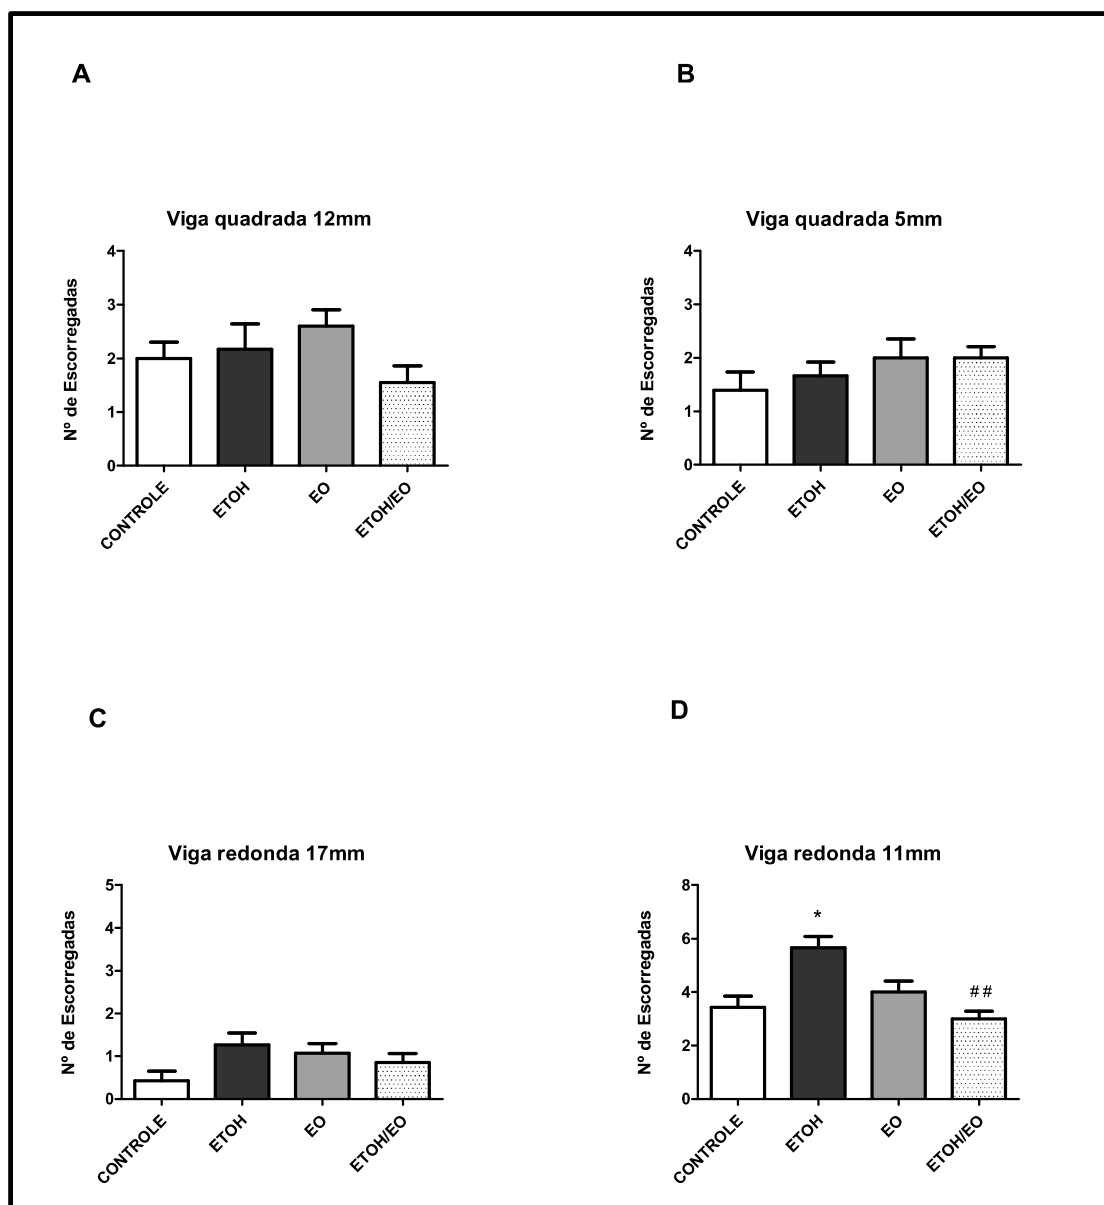 A
Viga quadrada 12mm
Nº de Escorregadas
4
3
2
1
0
CONTROLE
ETOH
EO
ETOH/EO
B
Viga quadrada 5mm
Nº de Escorregadas
4
3
2
1
0
CONTROLE
ETOH
EO
ETOH/EO
C
Viga redonda 17mm
Nº de Escorregadas
5
4
3
2
1
0
CONTROLE
ETOH
EO
ETOH/EO
D
Viga redonda 11mm
Nº de Escorregadas
8
6
4
2
0
*
##
CONTROLE
ETOH
EO
ETOH/EO